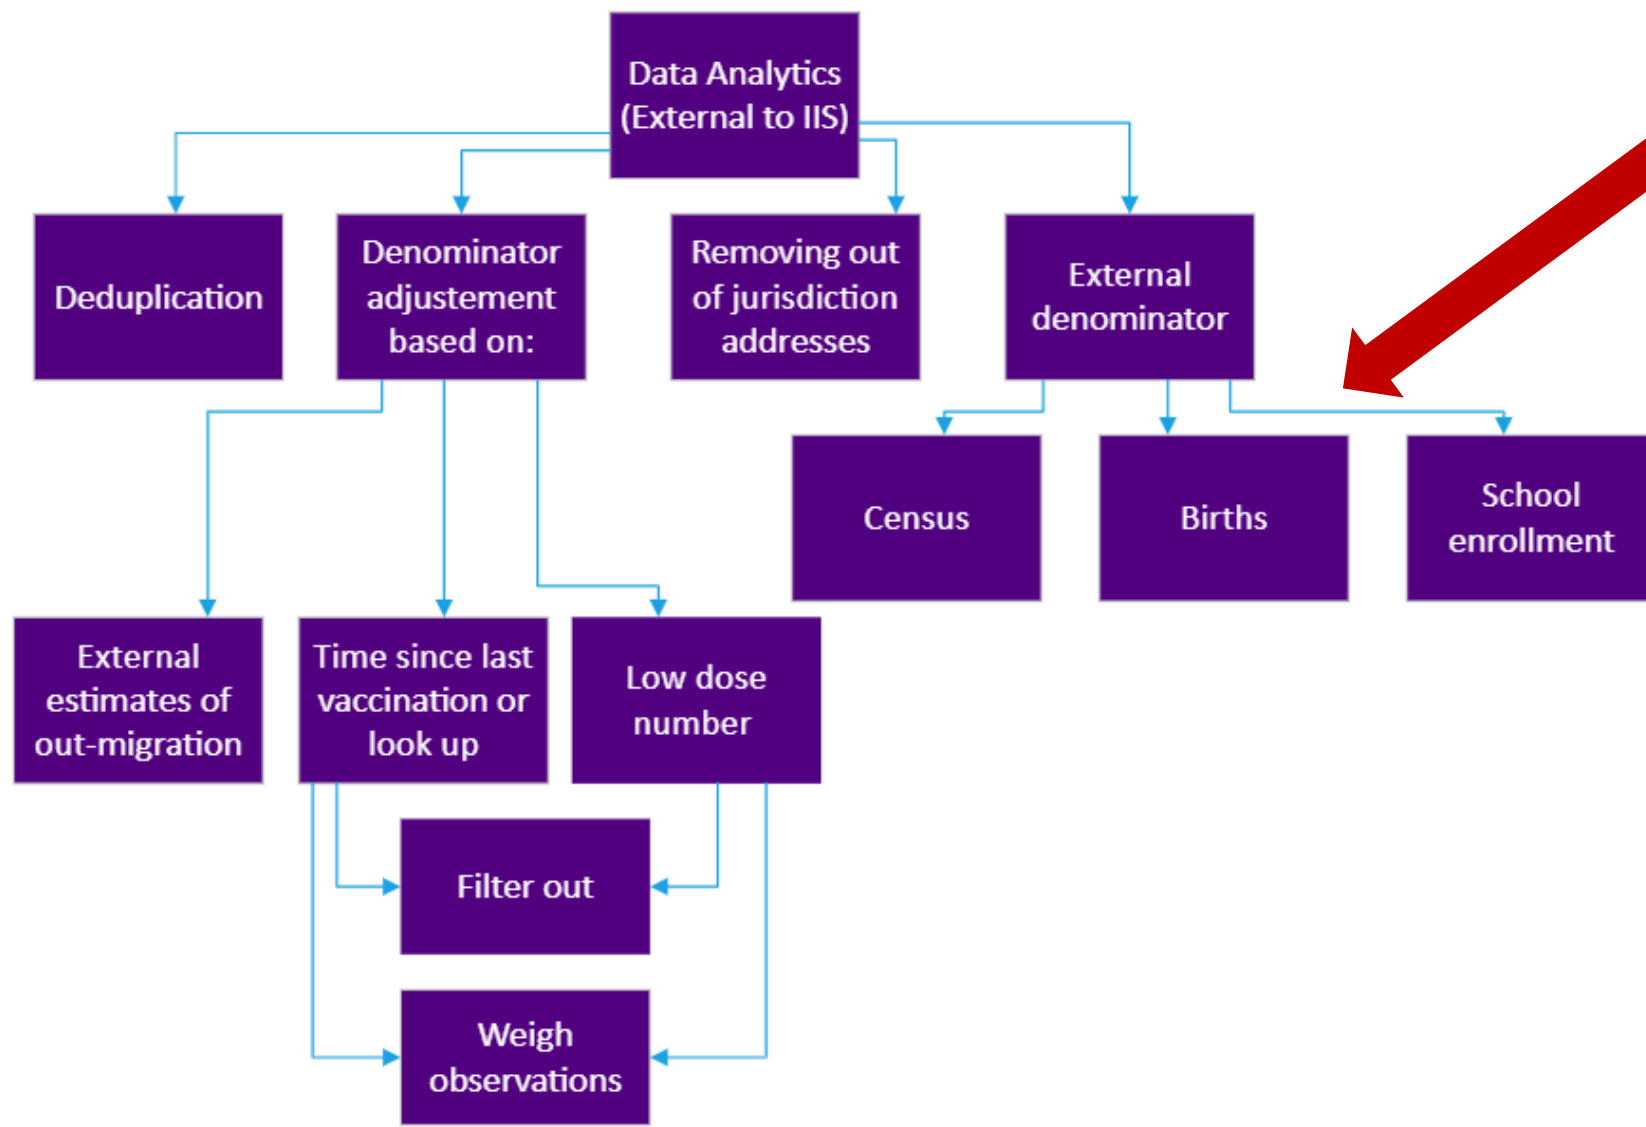 Data Analytics
(External to IIS)
Deduplication
Denominator
adjustement
based on:
Removing out
of jurisdiction
addresses
External
denominator
Census
Births
School
enrollment
External
estimates of
out-migration
Time since last
vaccination or
look up
Low dose
number
Filter out
Weigh
observations